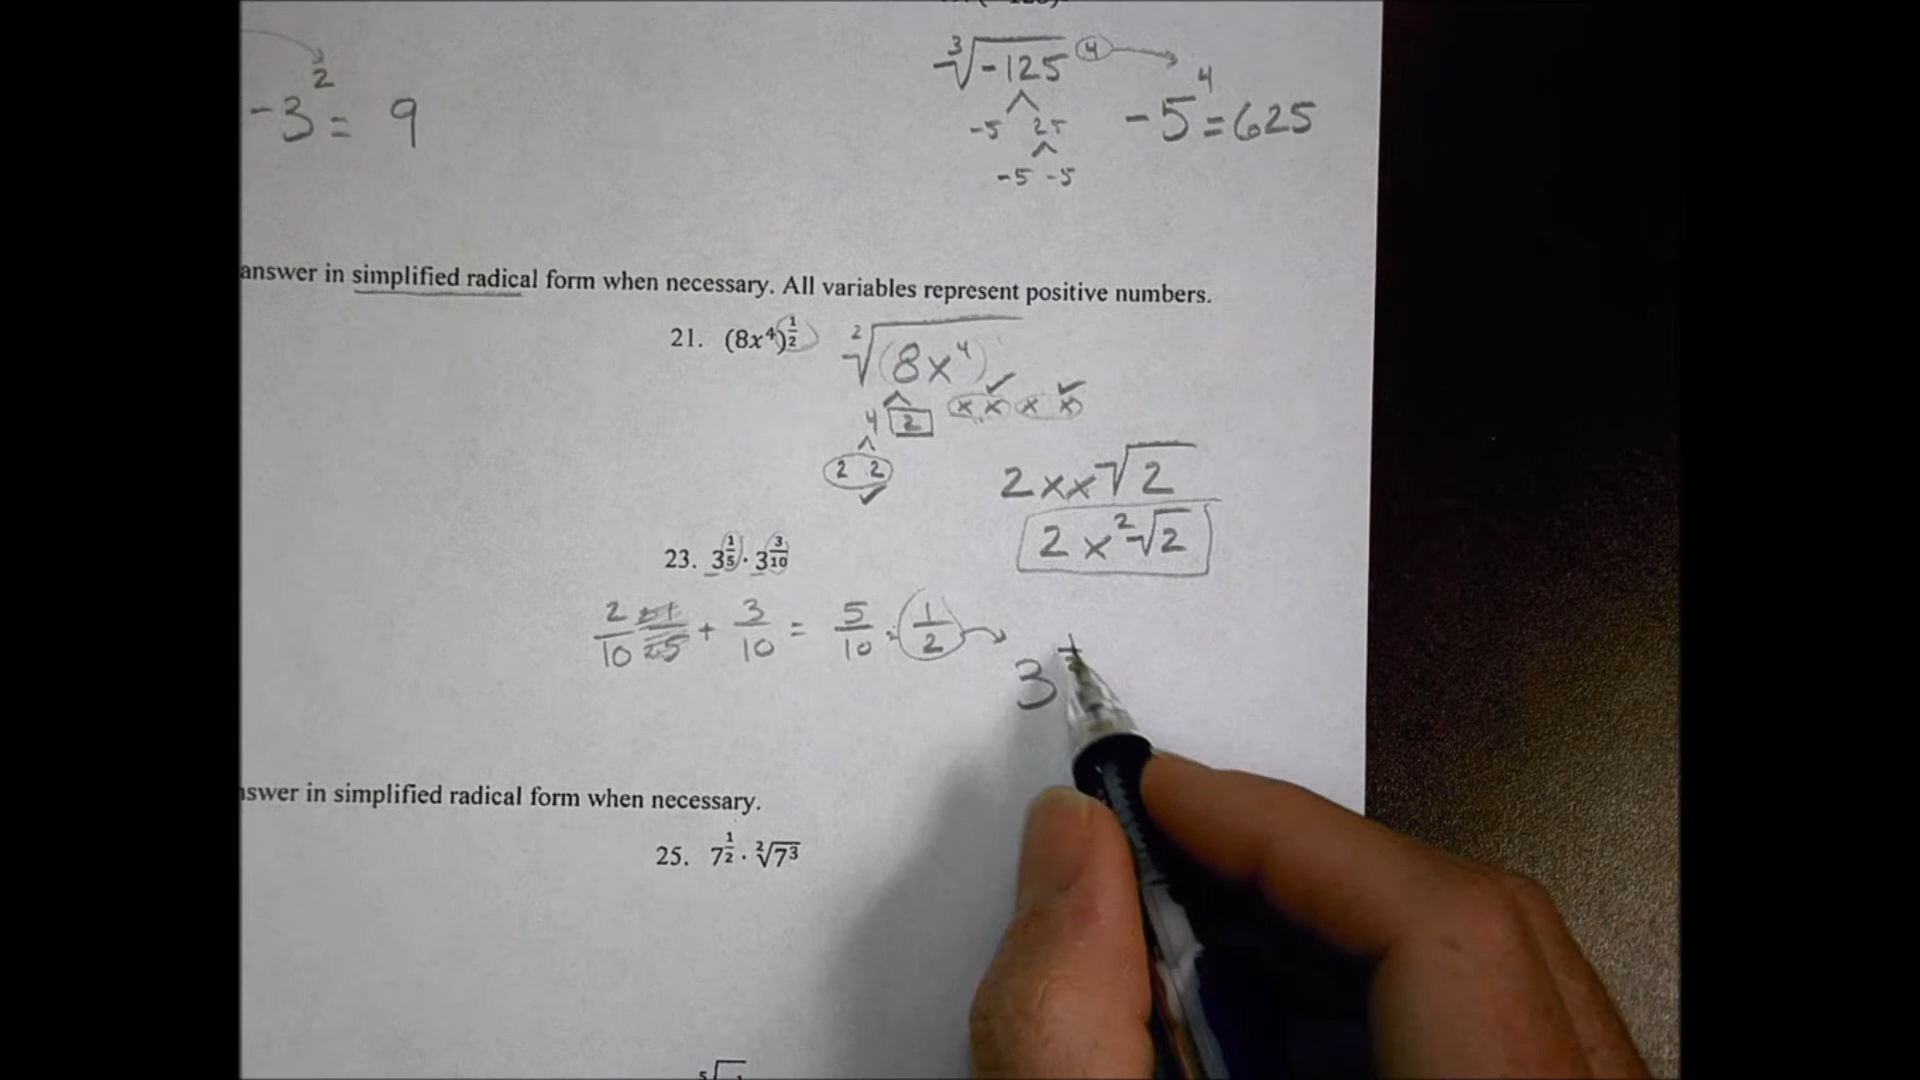 ∛-125 ④
-3² = 9
-5⁴ = 625
-5 25
-5 -5
answer in simplified radical form when necessary. All variables represent positive numbers.
21. (8x⁴)^½ ²√(8x⁴)
4 2 x x x x
2 2
2xx√2
2x²√2
23. 3^(1/5) · 3^(3/10)
2/10 + 3/10 = 5/10 = 1/2
3
swer in simplified radical form when necessary.
25. 7^(1/2) · ²√7³